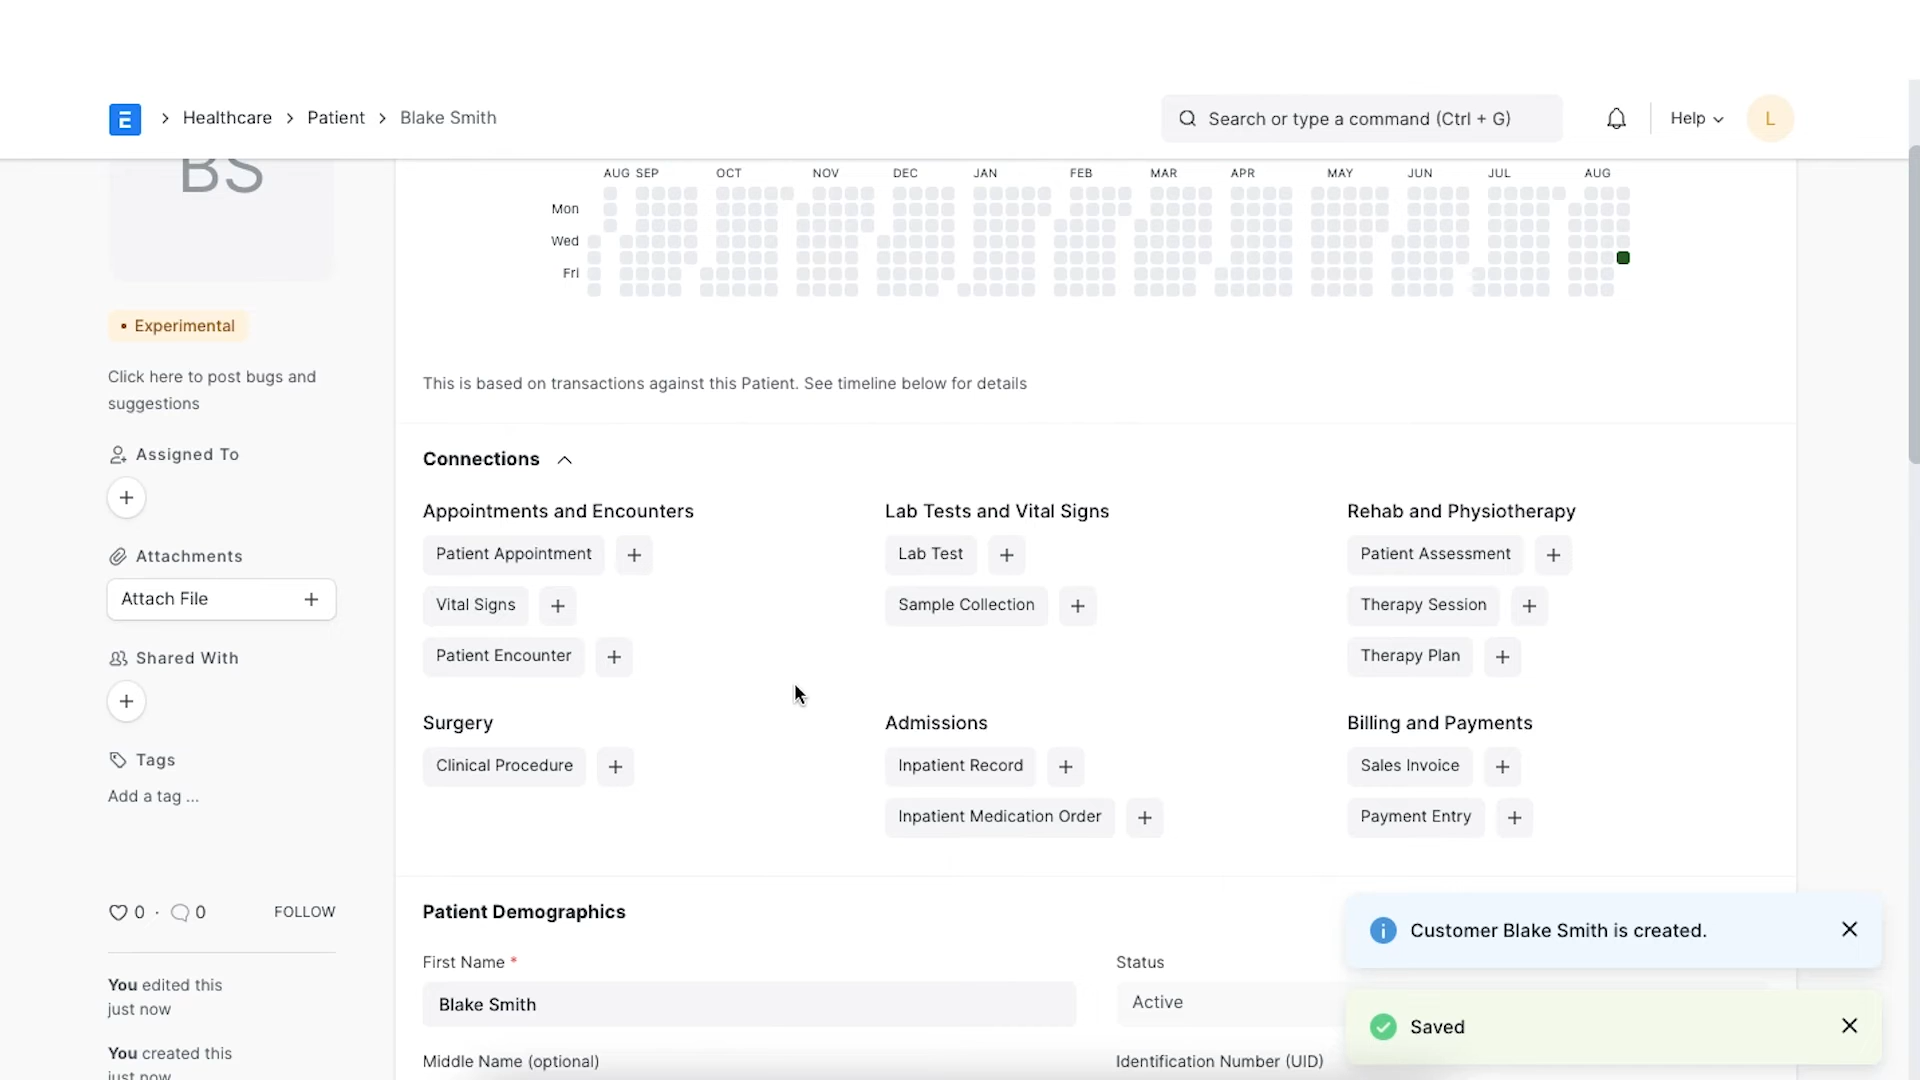 E
Healthcare
Patient
Blake Smith
Search or type a command (Ctrl + G)
Help
L
BS
Experimental
Click here to post bugs and
suggestions
Assigned To
Attachments
Attach File
Shared With
Tags
Add a tag ...
0 · 0
FOLLOW
You edited this
just now
You created this
just now
AUG SEP OCT NOV DEC JAN FEB MAR APR MAY JUN JUL AUG
Mon
Wed
Fri
This is based on transactions against this Patient. See timeline below for details
Connections
Appointments and Encounters
Patient Appointment
Vital Signs
Patient Encounter
Lab Tests and Vital Signs
Lab Test
Sample Collection
Rehab and Physiotherapy
Patient Assessment
Therapy Session
Therapy Plan
Surgery
Clinical Procedure
Admissions
Inpatient Record
Inpatient Medication Order
Billing and Payments
Sales Invoice
Payment Entry
Patient Demographics
First Name *
Blake Smith
Middle Name (optional)
Status
Active
Identification Number (UID)
Customer Blake Smith is created.
Saved